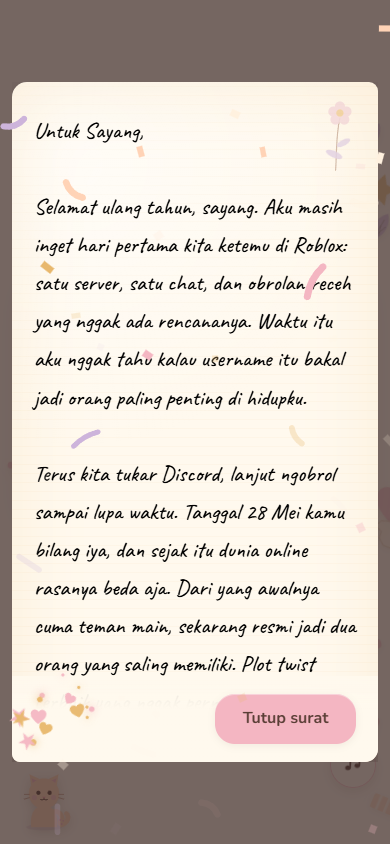 Untuk Sayang,
Selamat ulang tahun, sayang. Aku masih
inget hari pertama kita ketemu di Roblox:
satu server, satu chat, dan obrolan receh
yang nggak ada rencananya. Waktu itu
aku nggak tahu kalau username itu bakal
jadi orang paling penting di hidupku.
Terus kita tukar Discord, lanjut ngobrol
sampai lupa waktu. Tanggal 28 Mei kamu
bilang iya, dan sejak itu dunia online
rasanya beda aja. Dari yang awalnya
cuma teman main, sekarang resmi jadi dua
orang yang saling memiliki. Plot twist
Tutup surat